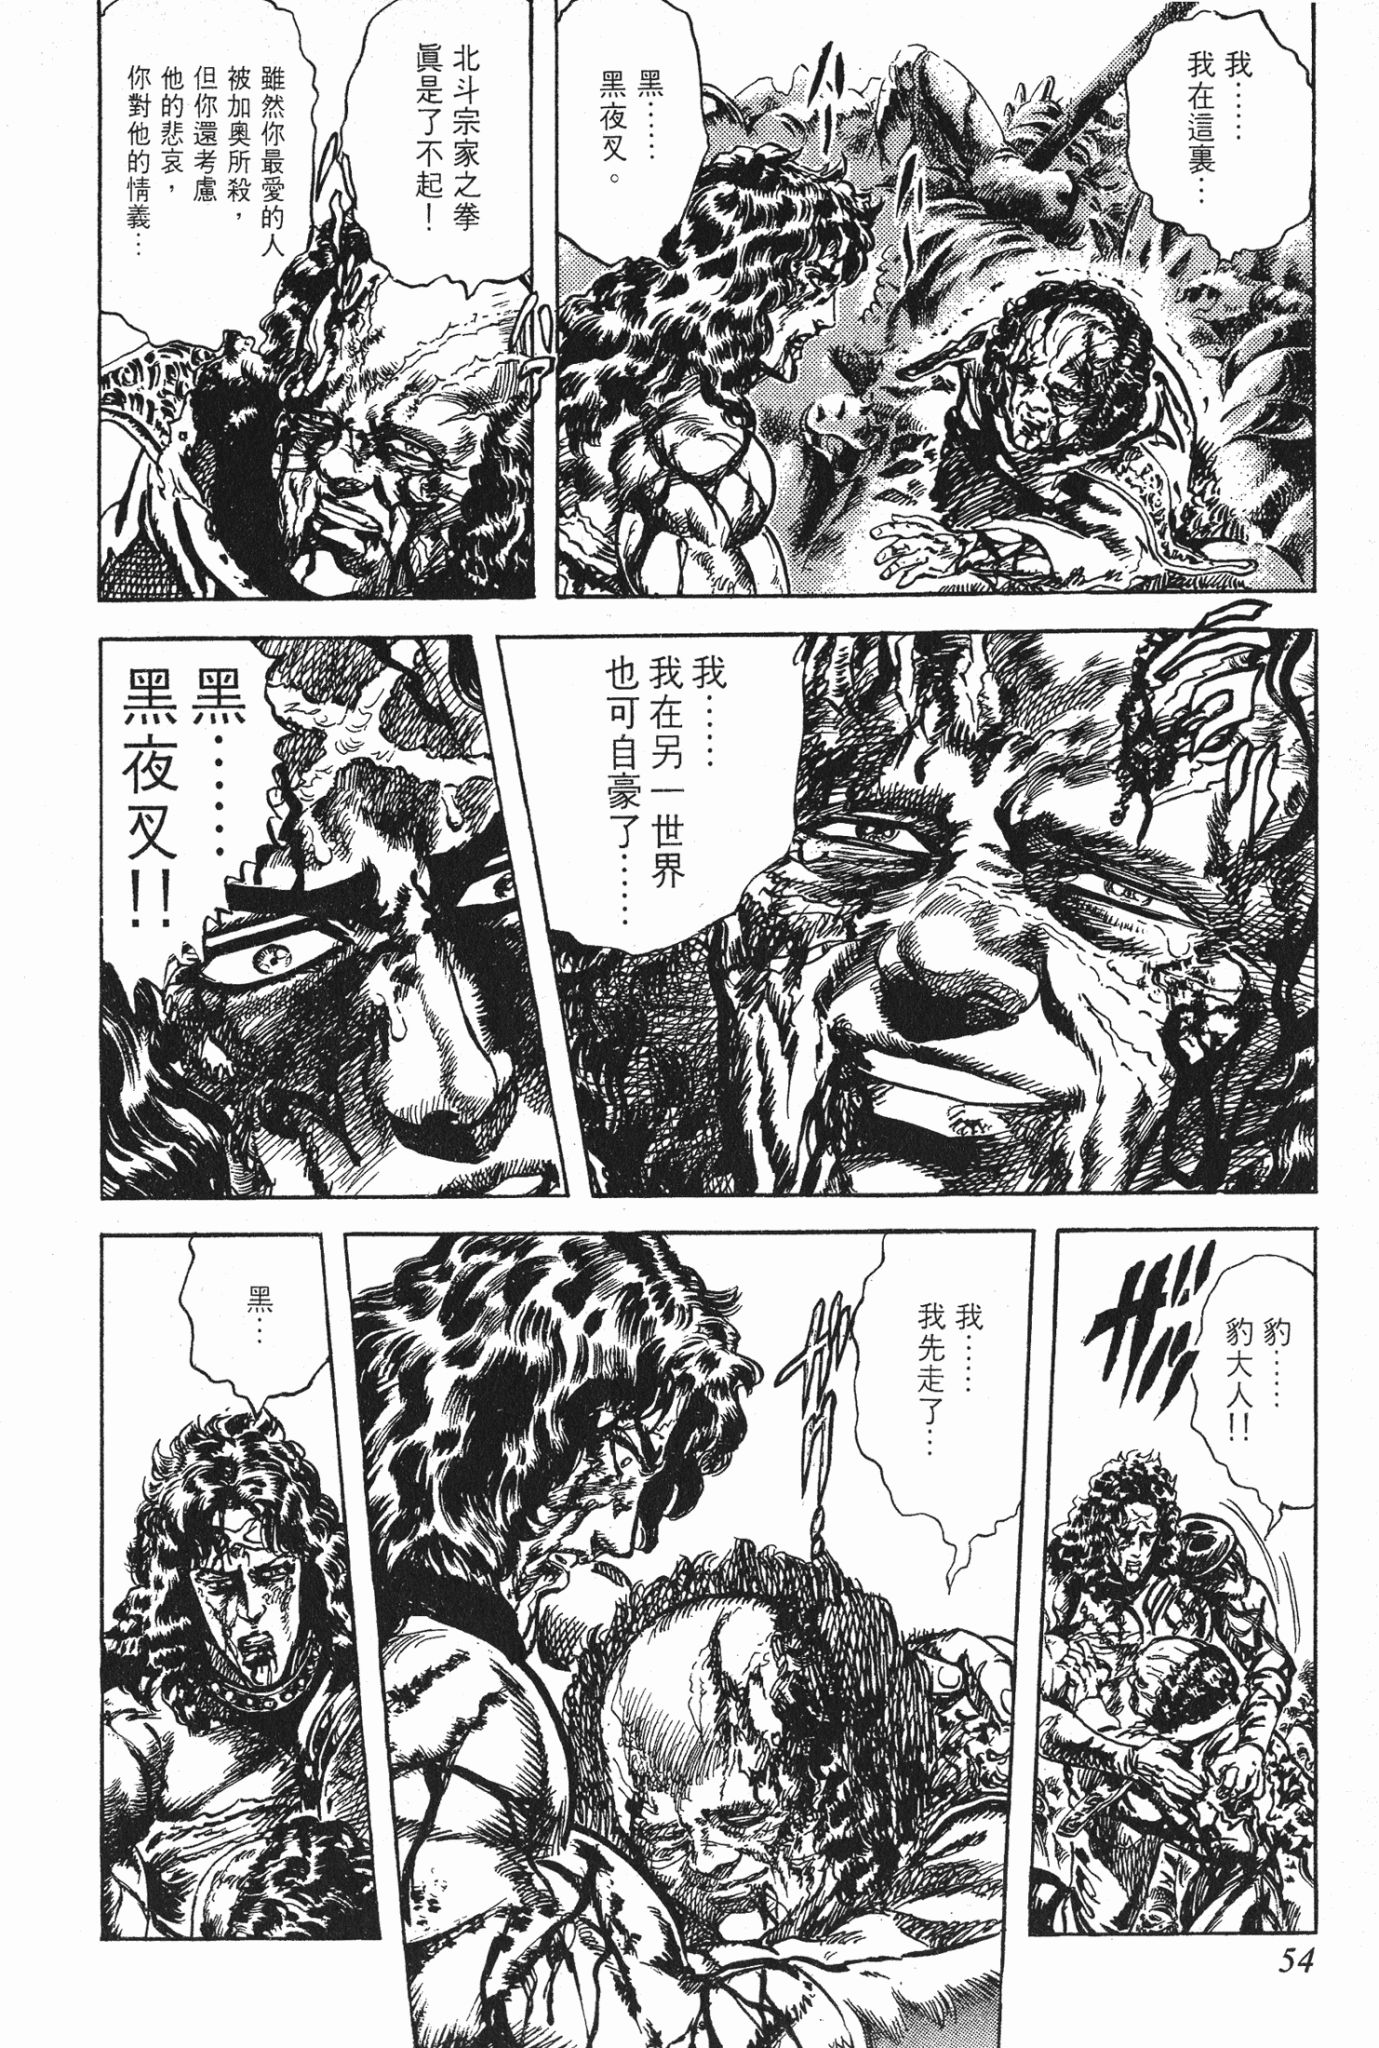 我……
我在這裏…
黑……
黑夜叉。
北斗宗家之拳
眞是了不起！
雖然你最愛的人
被加奧所殺，
但你還考慮
他的悲哀，
你對他的情義…
我……
我在另一世界
也可自豪了……
黑……
黑夜叉!!
豹……
豹大人!!
ガバッ
我……
我先走了…
黑…
54